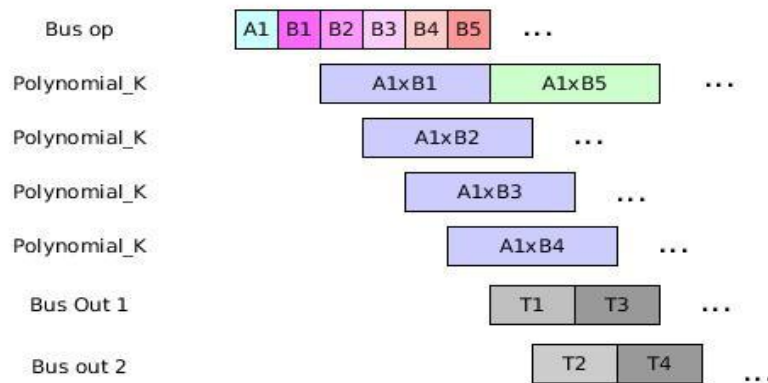 Bus op A1 B1 B2 B3 B4 B5 ...
Polynomial_K A1xB1 A1xB5 ...
Polynomial_K A1xB2 ...
Polynomial_K A1xB3 ...
Polynomial_K A1xB4 ...
Bus Out 1 T1 T3 ...
Bus out 2 T2 T4 ...